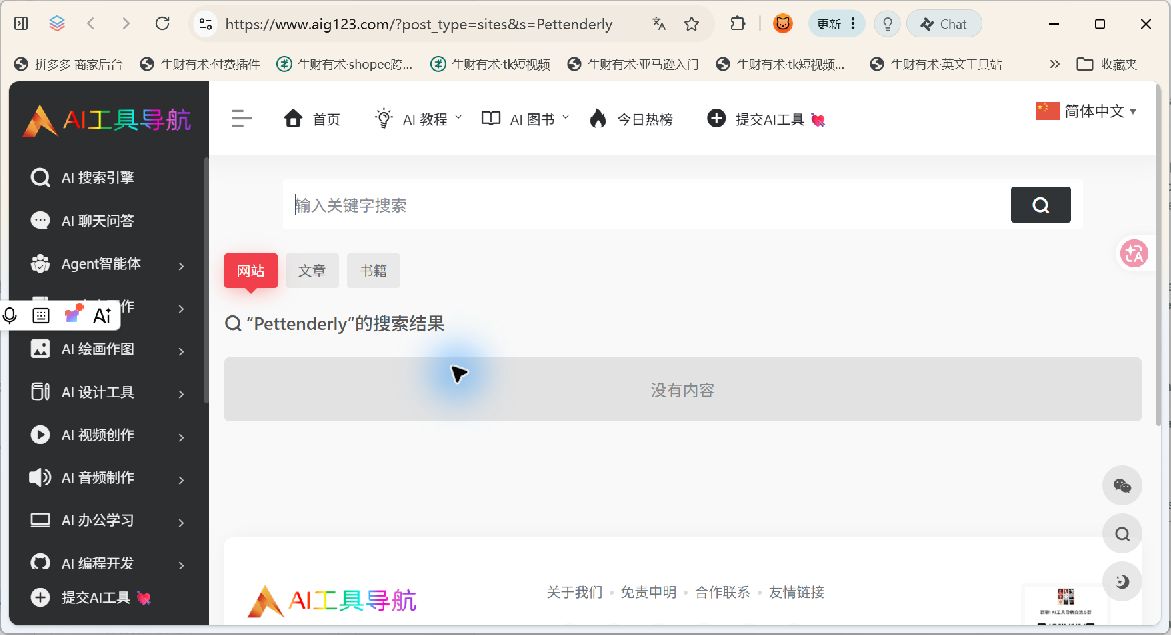 https://www.aig123.com/?post_type=sites&s=Pettenderly
更新
Chat
拼多多 商家后台
生财有术·付费插件
生财有术·shopee跨...
生财有术·tk短视频
生财有术·亚马逊入门
生财有术·tk短视频...
生财有术·英文工具站
收藏夹
AI工具导航
首页
AI 教程
AI 图书
今日热榜
提交AI工具
简体中文
AI 搜索引擎
AI 聊天问答
Agent智能体
作
AI 绘画作图
AI 设计工具
AI 视频创作
AI 音频制作
AI 办公学习
AI 编程开发
提交AI工具
输入关键字搜索
网站
文章
书籍
“Pettenderly”的搜索结果
没有内容
AI工具导航
关于我们
免责申明
合作联系
友情链接